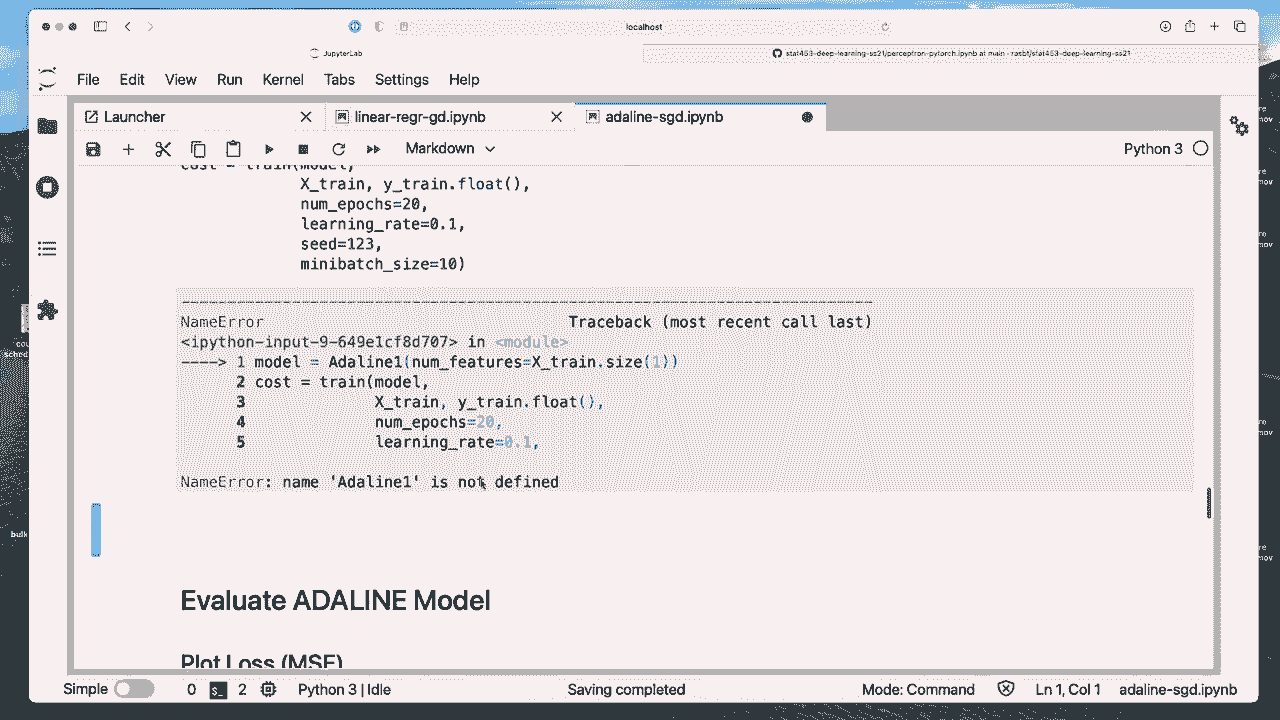 localhost
JupyterLab
stat453-deep-learning-ss21/perceptron-pytorch.ipynb at main · rasbt/stat453-deep-learning-ss21
File Edit View Run Kernel Tabs Settings Help
Launcher
linear-regr-gd.ipynb
adaline-sgd.ipynb
Markdown
Python 3
cost = train(model,
X_train, y_train.float(),
num_epochs=20,
learning_rate=0.1,
seed=123,
minibatch_size=10)
---------------------------------------------------------------------------
NameError Traceback (most recent call last)
<ipython-input-9-649e1cf8d707> in <module>
----> 1 model = Adaline1(num_features=X_train.size(1))
2 cost = train(model,
3 X_train, y_train.float(),
4 num_epochs=20,
5 learning_rate=0.1,
NameError: name 'Adaline1' is not defined
Evaluate ADALINE Model
Plot Loss (MSE)
Simple 0 2 Python 3 | Idle Saving completed Mode: Command Ln 1, Col 1 adaline-sgd.ipynb